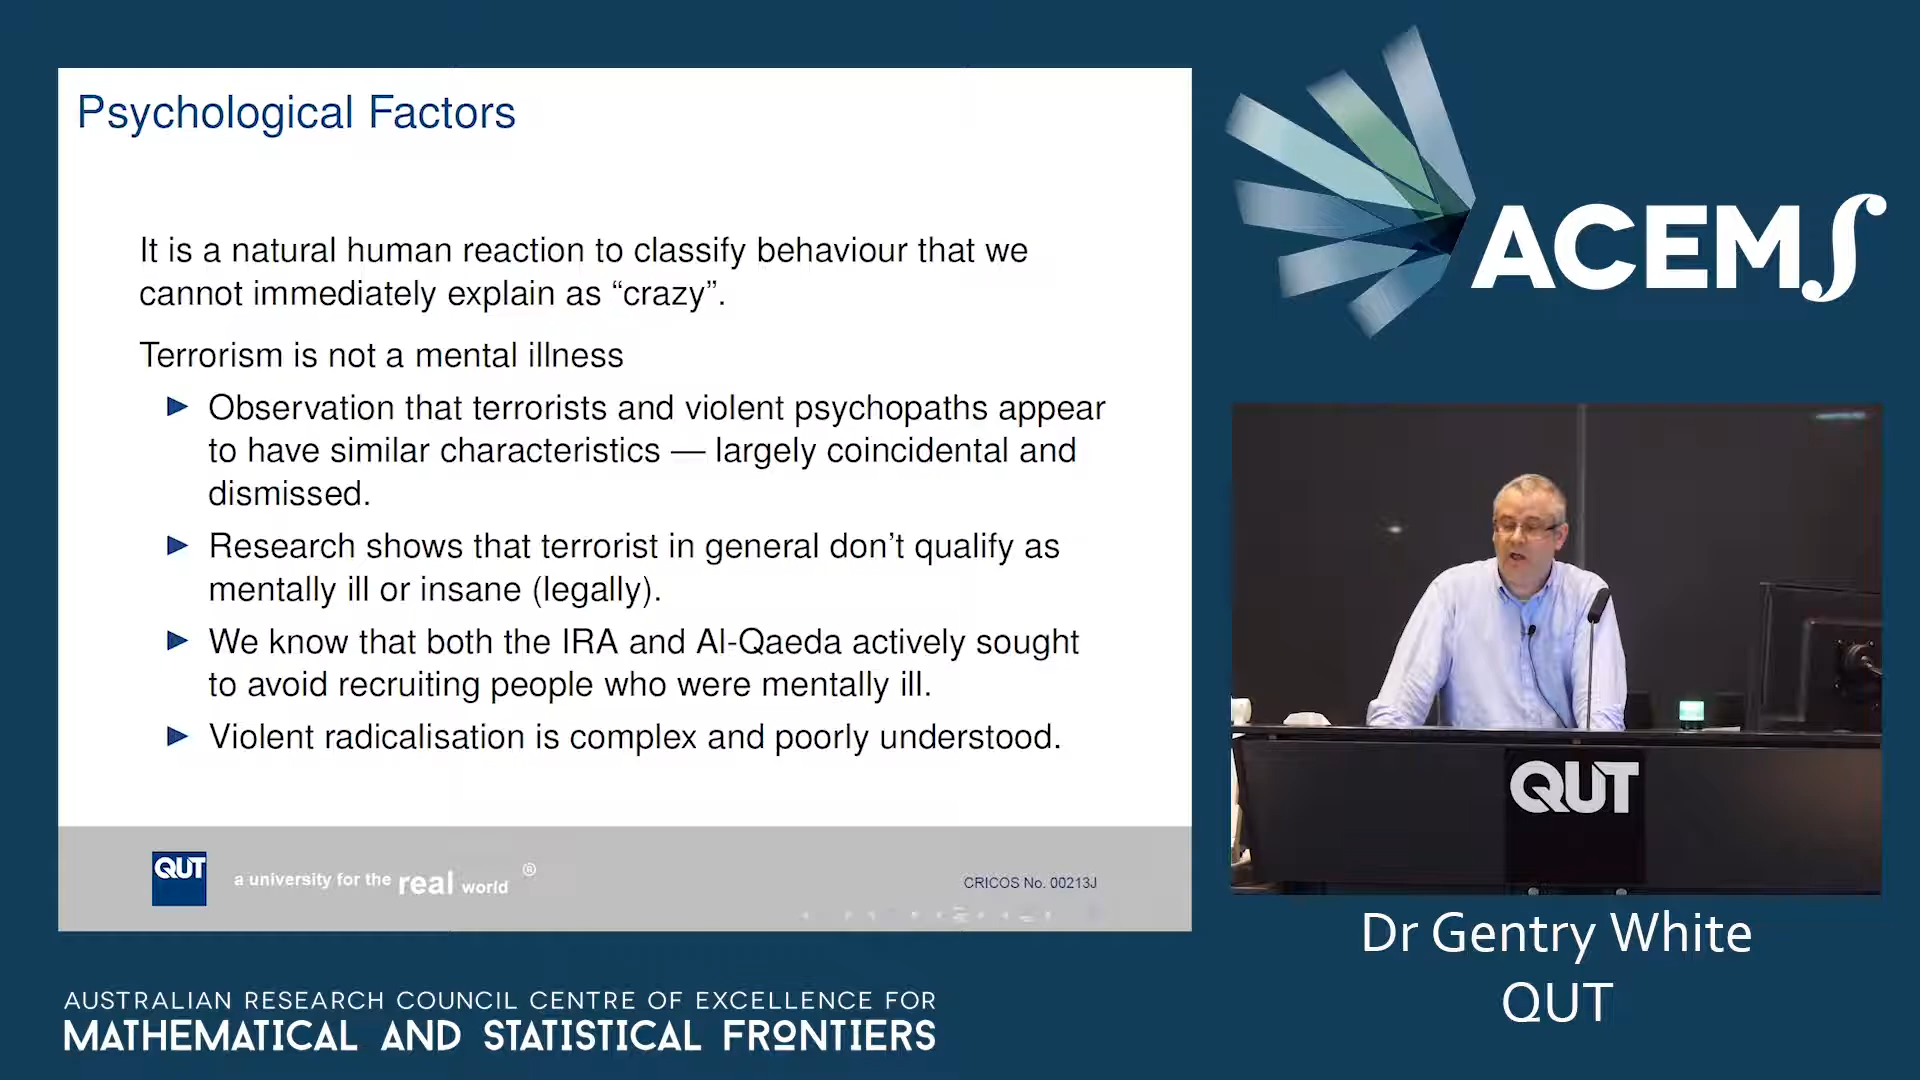 Psychological Factors
It is a natural human reaction to classify behaviour that we
cannot immediately explain as “crazy”.
Terrorism is not a mental illness
Observation that terrorists and violent psychopaths appear
to have similar characteristics — largely coincidental and
dismissed.
Research shows that terrorist in general don’t qualify as
mentally ill or insane (legally).
We know that both the IRA and Al-Qaeda actively sought
to avoid recruiting people who were mentally ill.
Violent radicalisation is complex and poorly understood.
QUT
a university for the real world ®
CRICOS No. 00213J
ACEMS
QUT
Dr Gentry White
QUT
AUSTRALIAN RESEARCH COUNCIL CENTRE OF EXCELLENCE FOR
MATHEMATICAL AND STATISTICAL FRONTIERS